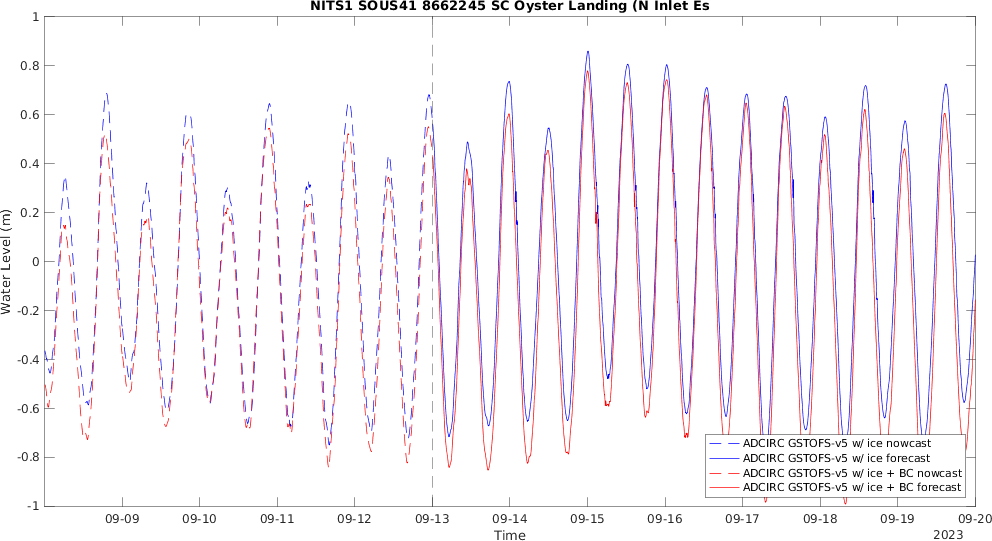 NITS1 SOUS41 8662245 SC Oyster Landing (N Inlet Es
Water Level (m)
1
0.8
0.6
0.4
0.2
0
-0.2
-0.4
-0.6
-0.8
-1
09-09 09-10 09-11 09-12 09-13 09-14 09-15 09-16 09-17 09-18 09-19 09-20
Time
2023
ADCIRC GSTOFS-v5 w/ ice nowcast
ADCIRC GSTOFS-v5 w/ ice forecast
ADCIRC GSTOFS-v5 w/ ice + BC nowcast
ADCIRC GSTOFS-v5 w/ ice + BC forecast